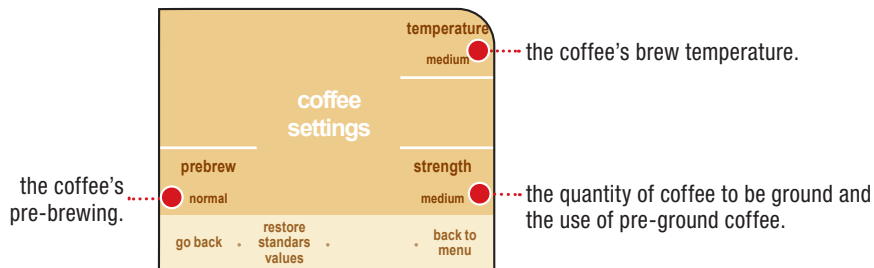 temperature
medium
the coffee's brew temperature.
coffee
settings
prebrew
normal
the coffee's
pre-brewing.
strength
medium
the quantity of coffee to be ground and
the use of pre-ground coffee.
go back
restore
standars
values
back to
menu